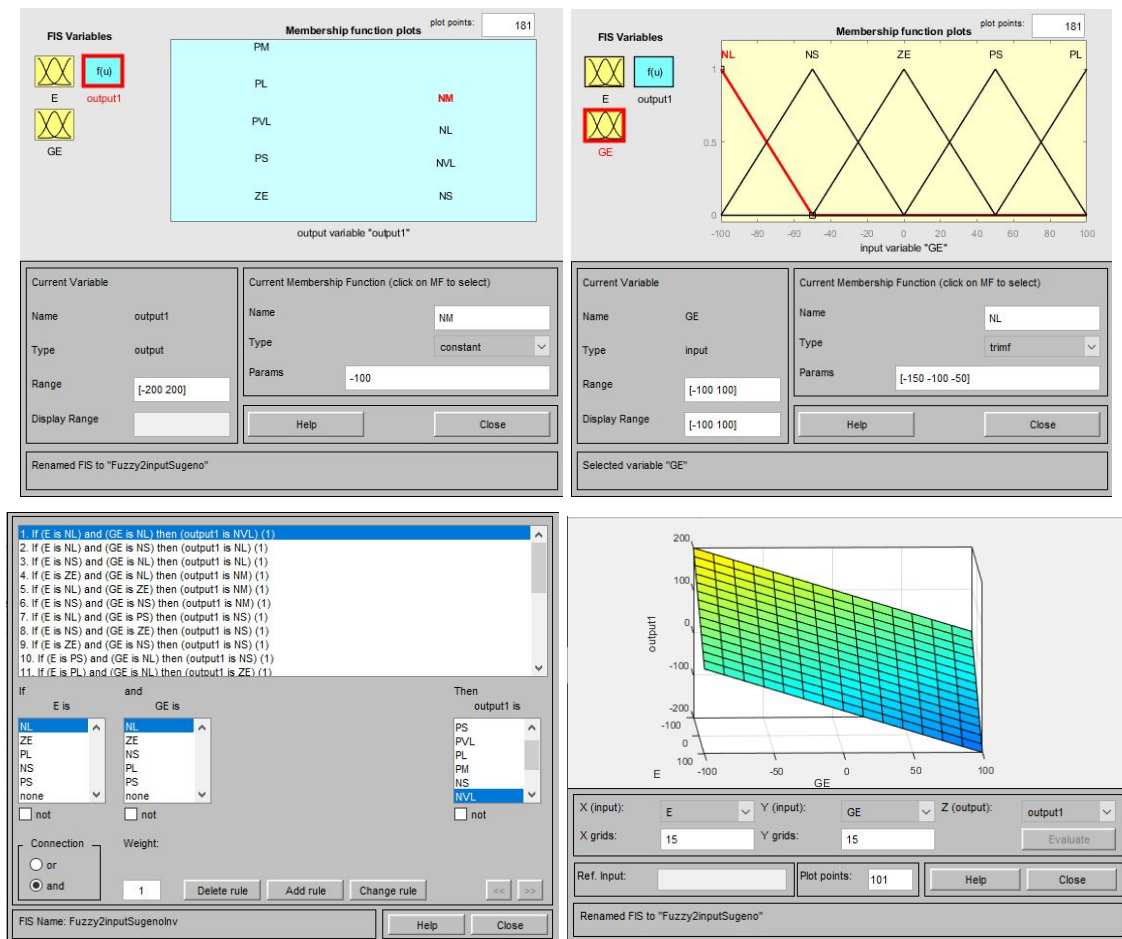 FIS Variables
Membership function plots
plot points:
181
f(u)
E
output1
GE
PM
PL
PVL
PS
ZE
NM
NL
NVL
NS
output variable "output1"
Current Variable
Name
output1
Type
output
Range
[-200 200]
Display Range
Current Membership Function (click on MF to select)
Name
NM
Type
constant
Params
-100
Help
Close
Renamed FIS to "Fuzzy2inputSugeno"
FIS Variables
Membership function plots
plot points:
181
f(u)
E
output1
GE
NL
NS
ZE
PS
PL
1
0.5
0
-100 -80 -60 -40 -20 0 20 40 60 80 100
input variable "GE"
Current Variable
Name
GE
Type
input
Range
[-100 100]
Display Range
[-100 100]
Current Membership Function (click on MF to select)
Name
NL
Type
trimf
Params
[-150 -100 -50]
Help
Close
Selected variable "GE"
1. If (E is NL) and (GE is NL) then (output1 is NVL) (1)
2. If (E is NL) and (GE is NS) then (output1 is NL) (1)
3. If (E is NS) and (GE is NL) then (output1 is NL) (1)
4. If (E is ZE) and (GE is NL) then (output1 is NM) (1)
5. If (E is NL) and (GE is ZE) then (output1 is NM) (1)
6. If (E is NS) and (GE is NS) then (output1 is NM) (1)
7. If (E is NL) and (GE is PS) then (output1 is NS) (1)
8. If (E is NS) and (GE is ZE) then (output1 is NS) (1)
9. If (E is ZE) and (GE is NS) then (output1 is NS) (1)
10. If (E is PS) and (GE is NL) then (output1 is NS) (1)
11. If (E is PL) and (GE is NL) then (output1 is ZE) (1)
If
and
Then
E is
GE is
output1 is
NL
ZE
PL
NS
PS
none
NL
ZE
NS
PL
PS
none
PS
PVL
PL
PM
NS
NVL
not
not
not
Connection
or
and
Weight:
1
Delete rule
Add rule
Change rule
<<
>>
FIS Name: Fuzzy2inputSugenoInv
Help
Close
200
100
0
-100
-200
output1
-100
0
100
E
-100
-50
0
50
100
GE
X (input):
E
Y (input):
GE
Z (output):
output1
X grids:
15
Y grids:
15
Evaluate
Ref. Input:
Plot points:
101
Help
Close
Renamed FIS to "Fuzzy2inputSugeno"